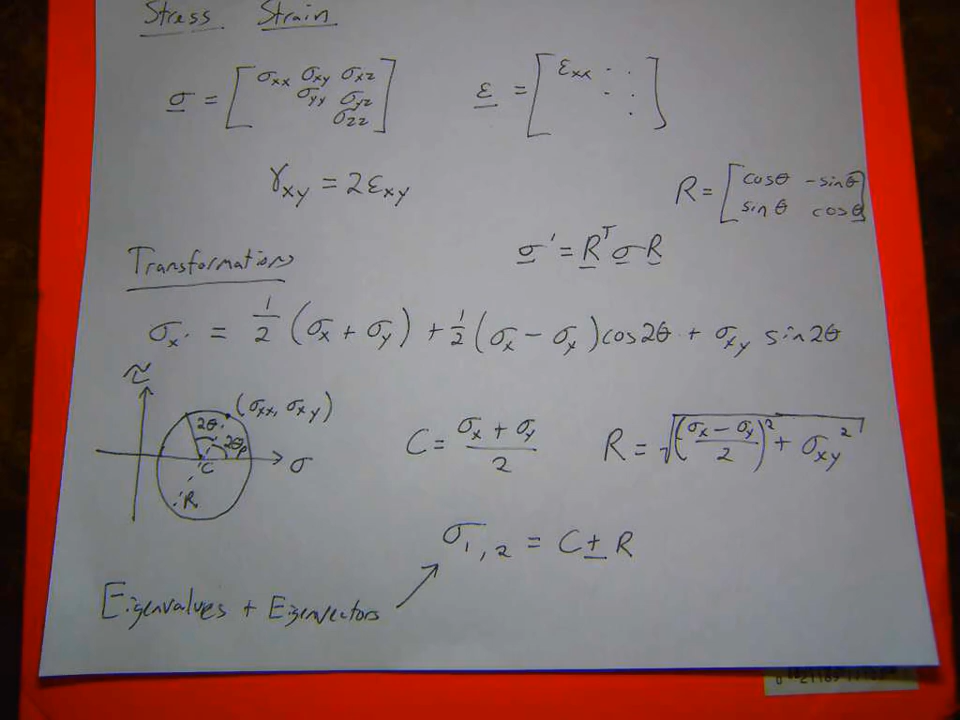 Stress Strain
σ = [σxx σxy σxz
σyy σyz
σzz]
ε = [εxx · ·
· ·
·]
γxy = 2εxy
R = [cosθ -sinθ
sinθ cosθ]
σ' = R^T σ R
Transformations
σx' = 1/2 (σx + σy) + 1/2 (σx - σx) cos2θ + σxy sin2θ
τ
(σxx, σxy)
2θ
2θp
C
σ
R
C = (σx + σy)/2
R = √((σx - σy)/2)² + σxy²
σ1,2 = C ± R
Eigenvalues + Eigenvectors